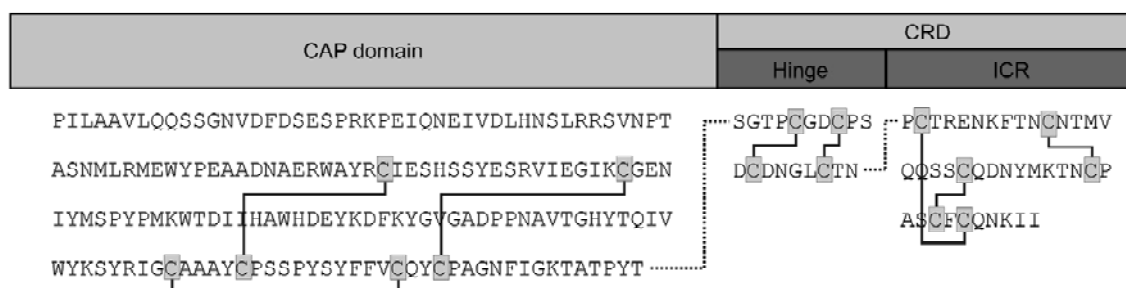 CAP domain
CRD
Hinge
ICR
PILAAVLQQSSGNVDFDSESPRKPEIQNEIVDLHNSLRRSVNPT
ASNMLRMEWYPEAADNAERWAYRCIESHSSYESRVIEGIKCGEN
IYMSPYPMKWTDIIHAWHDEYKDFKYGVGADPPNAVTGHYTQIV
WYKSYRIGCAAAYCPSSPYSYFFVCQYCPAGNFIGKTATPYT
SGTPCGDCPS
DCDNGLCTN
PCTRENKFTNCNTMV
QQSSCQDNYMKTNCP
ASCFCQNKII